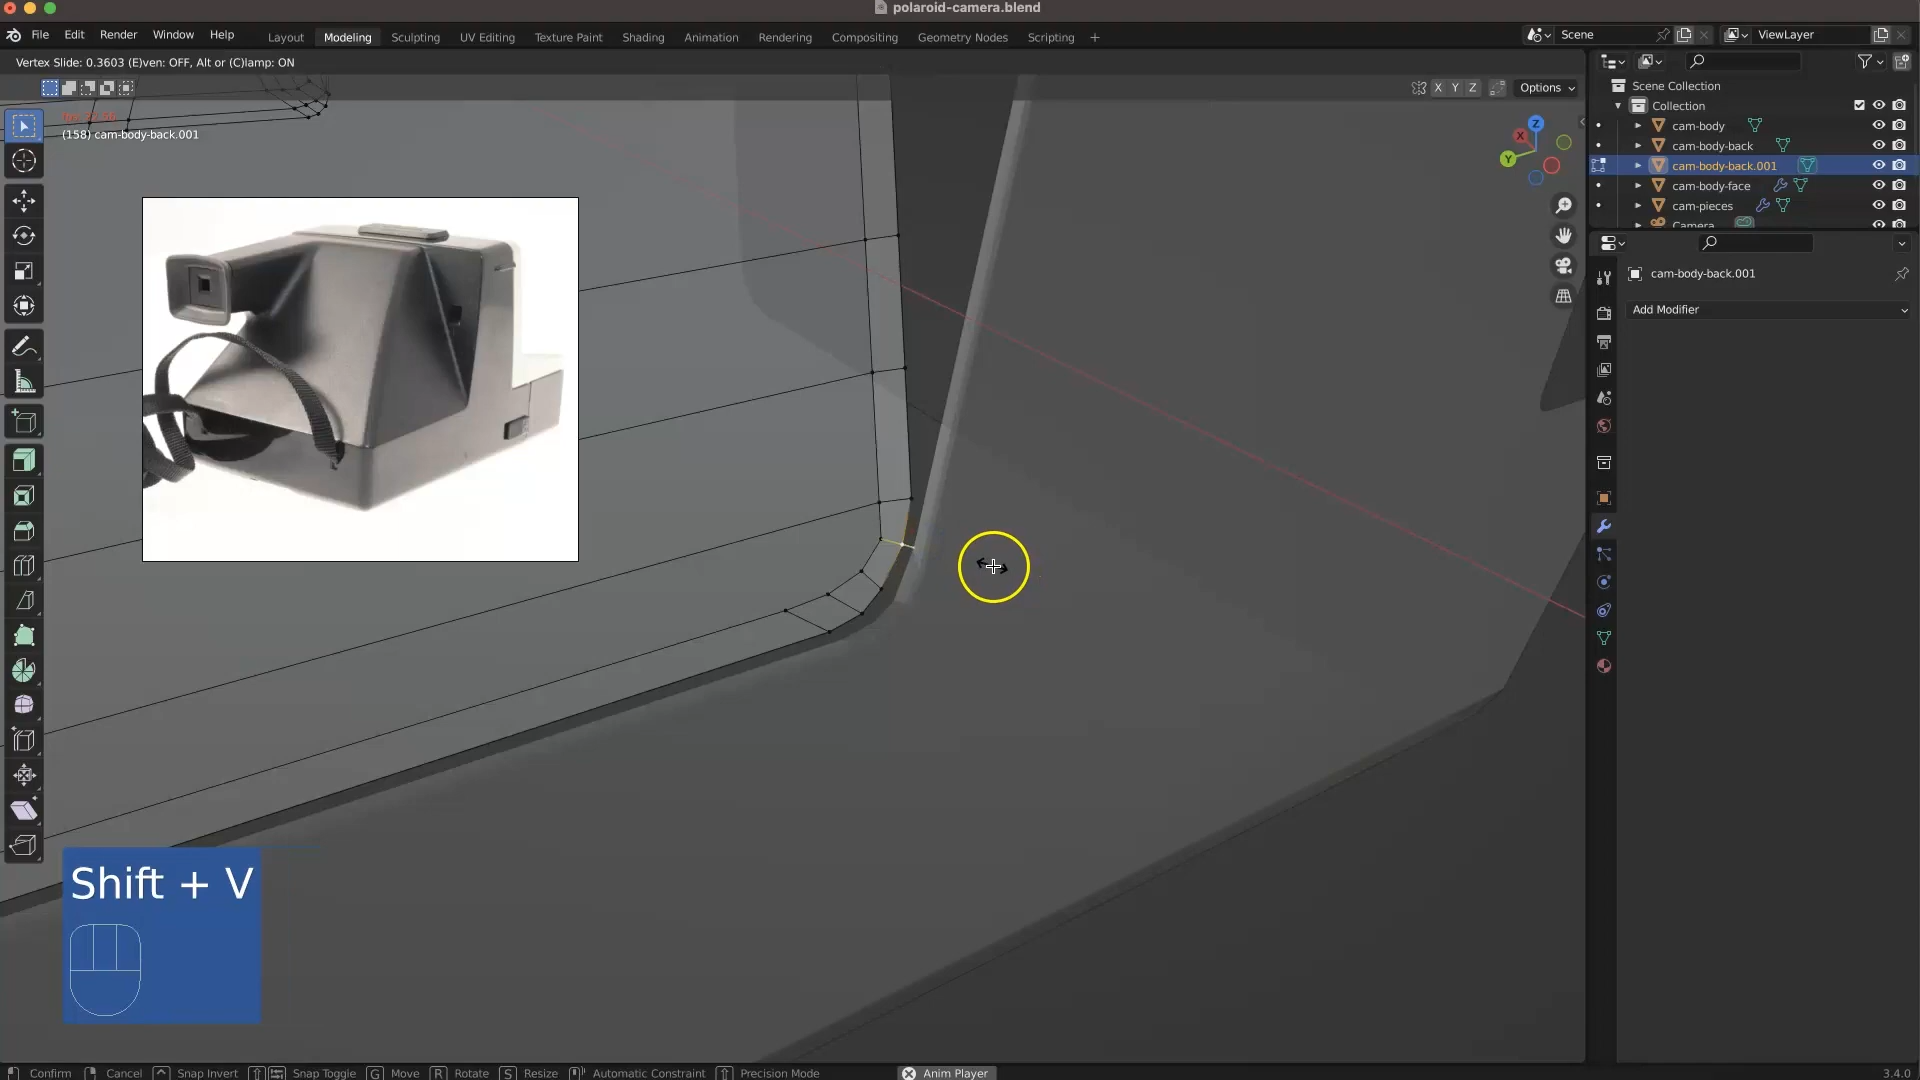 polaroid-camera.blend
File Edit Render Window Help Layout Modeling Sculpting UV Editing Texture Paint Shading Animation Rendering Compositing Geometry Nodes Scripting + Scene ViewLayer
Vertex Slide: 0.3603 (E)ven: OFF, Alt or (C)lamp: ON
X Y Z Options
(158) cam-body-back.001
Scene Collection
Collection
cam-body
cam-body-back
cam-body-back.001
cam-body-face
cam-pieces
Camera
Z
X
Y
cam-body-back.001
Add Modifier
Shift + V
Confirm Cancel Snap Invert Snap Toggle G Move R Rotate S Resize Automatic Constraint Precision Mode Anim Player 3.4.0